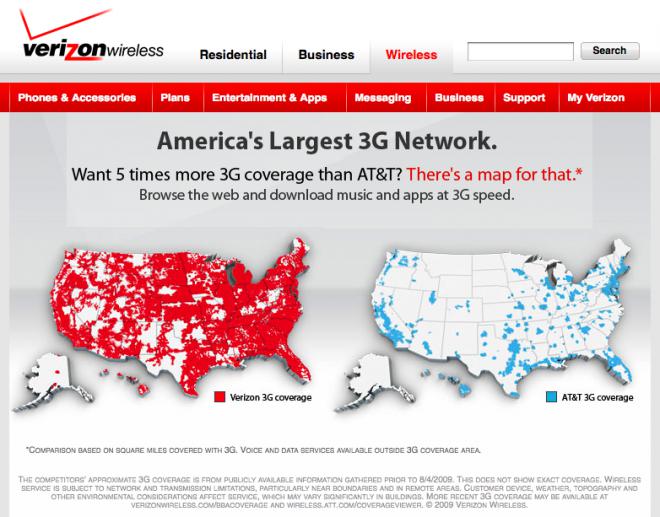 verizonwireless
Residential Business Wireless Search
Phones & Accessories Plans Entertainment & Apps Messaging Business Support My Verizon
America's Largest 3G Network.
Want 5 times more 3G coverage than AT&T? There's a map for that.*
Browse the web and download music and apps at 3G speed.
Verizon 3G coverage AT&T 3G coverage
*Comparison based on square miles covered with 3G. Voice and data services available outside 3G coverage area.
The competitors' approximate 3G coverage is from publicly available information gathered prior to 8/4/2009. This does not show exact coverage. Wireless
service is subject to network and transmission limitations, particularly near boundaries and in remote areas. Customer device, weather, topography and
other environmental considerations affect service, which may vary significantly in buildings. More recent 3G coverage may be available at
verizonwireless.com/bbacoverage and wireless.att.com/coverageviewer. © 2009 Verizon Wireless.